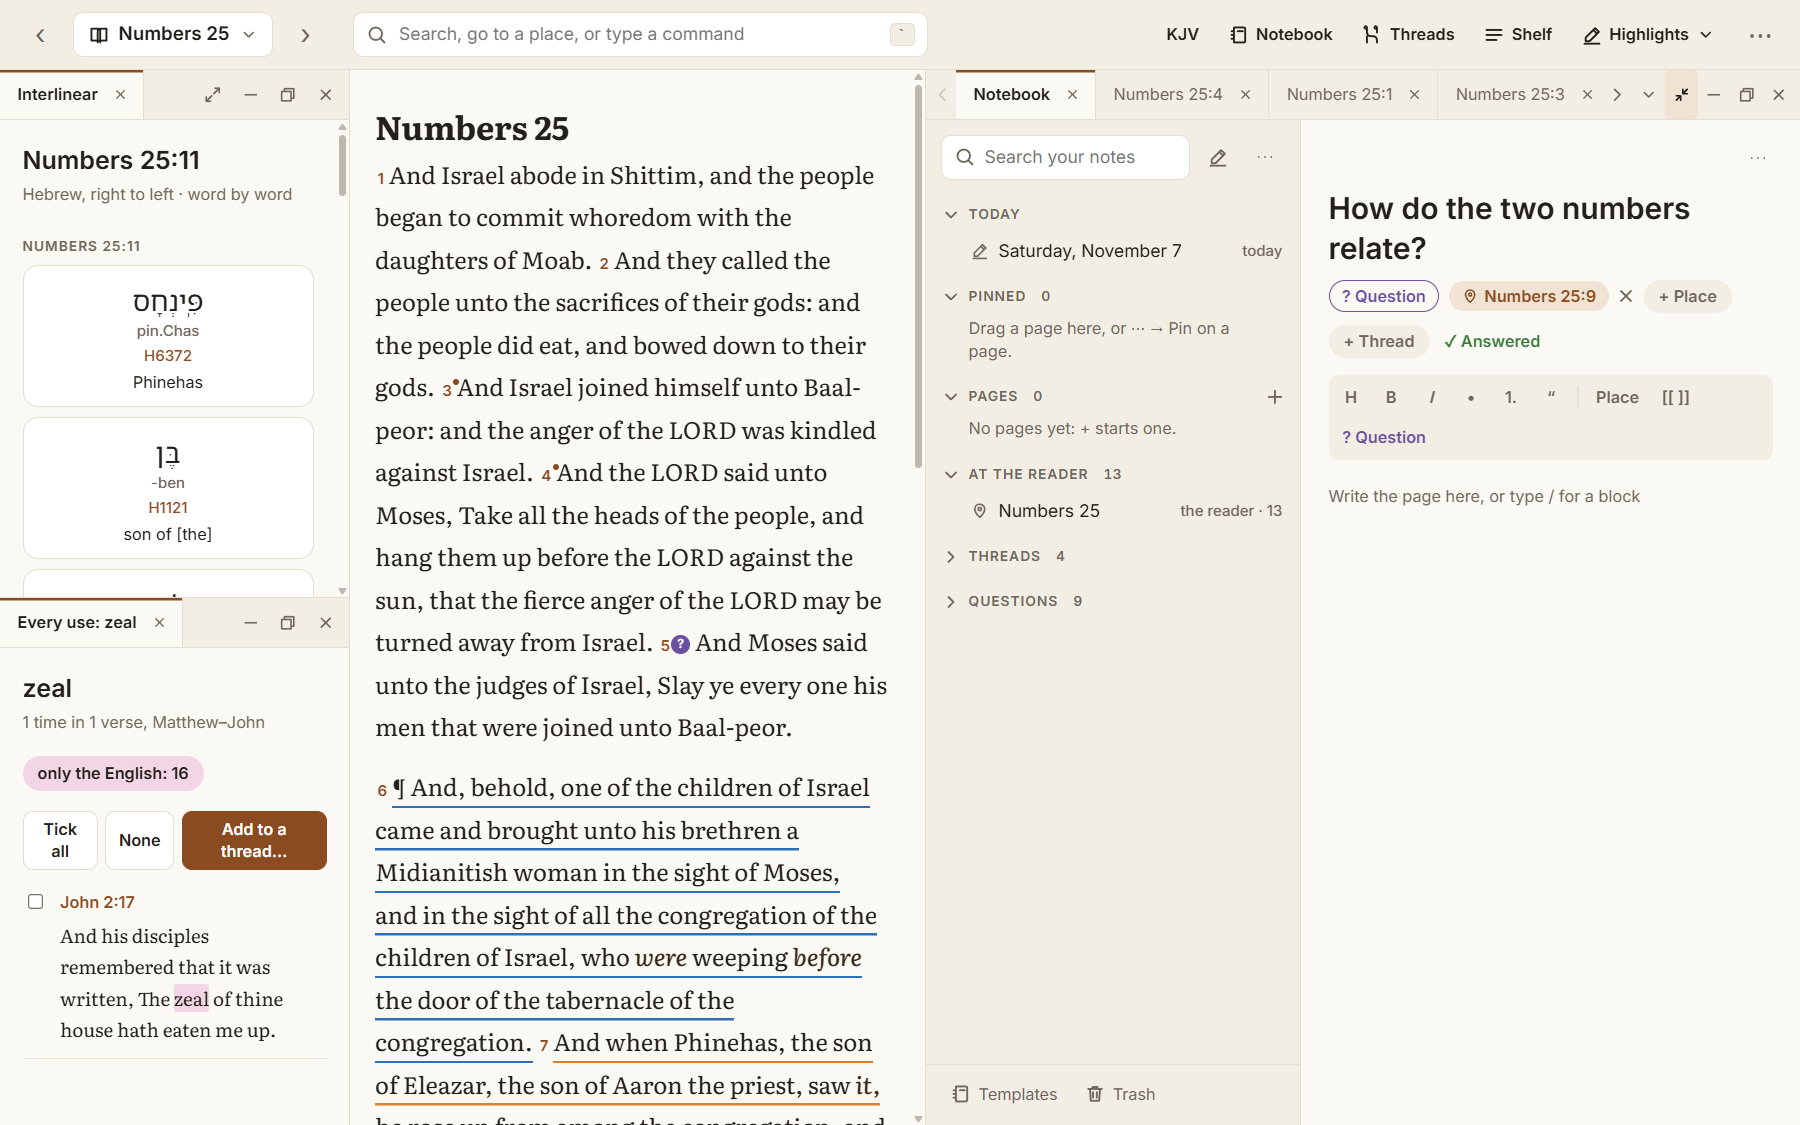 Numbers 25
Search, go to a place, or type a command
`
KJV
Notebook
Threads
Shelf
Highlights
Interlinear
Numbers 25:11
Hebrew, right to left · word by word
NUMBERS 25:11
פִּֽינְחָ֨ס
pin.Chas
H6372
Phinehas
בֶּן
-ben
H1121
son of [the]
Every use: zeal
zeal
1 time in 1 verse, Matthew–John
only the English: 16
Tick all
None
Add to a thread...
John 2:17
And his disciples
remembered that it was
written, The zeal of thine
house hath eaten me up.
Numbers 25
1 And Israel abode in Shittim, and the people
began to commit whoredom with the
daughters of Moab. 2 And they called the
people unto the sacrifices of their gods: and
the people did eat, and bowed down to their
gods. 3 And Israel joined himself unto Baal-
peor: and the anger of the LORD was kindled
against Israel. 4 And the LORD said unto
Moses, Take all the heads of the people, and
hang them up before the LORD against the
sun, that the fierce anger of the LORD may be
turned away from Israel. 5 ? And Moses said
unto the judges of Israel, Slay ye every one his
men that were joined unto Baal-peor.
6 ¶ And, behold, one of the children of Israel
came and brought unto his brethren a
Midianitish woman in the sight of Moses,
and in the sight of all the congregation of the
children of Israel, who were weeping before
the door of the tabernacle of the
congregation. 7 And when Phinehas, the son
of Eleazar, the son of Aaron the priest, saw it,
he rose up from among the congregation, and
Notebook
Numbers 25:4
Numbers 25:1
Numbers 25:3
Search your notes
TODAY
Saturday, November 7 today
PINNED 0
Drag a page here, or ··· → Pin on a
page.
PAGES 0
No pages yet: + starts one.
AT THE READER 13
Numbers 25 the reader · 13
THREADS 4
QUESTIONS 9
Templates
Trash
How do the two numbers
relate?
? Question
Numbers 25:9
+ Place
+ Thread
✓ Answered
H B I • 1. “ Place [[ ]]
? Question
Write the page here, or type / for a block